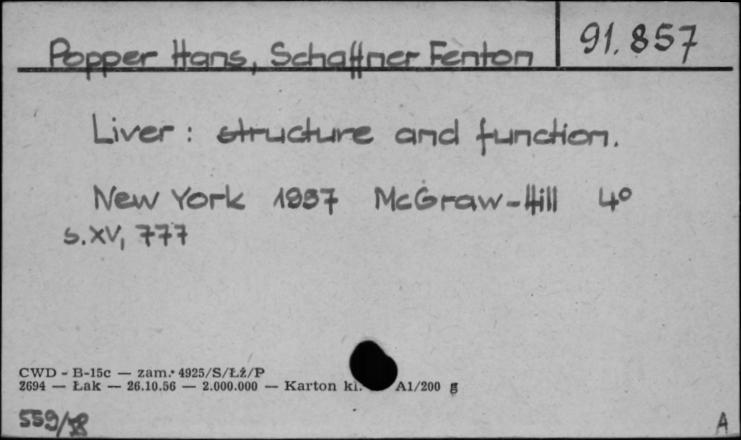 Popper Hans, Schaffner Fenton 91.857
Liver: structure and function.
New York 1957 McGraw-Hill 4°
s. XV, 777
CWD - B-15c — zam. 4925/S/Łź/P
2694 — Łak — 26.10.56 — 2.000.000 — Karton kl. A1/200 g
559/58 A